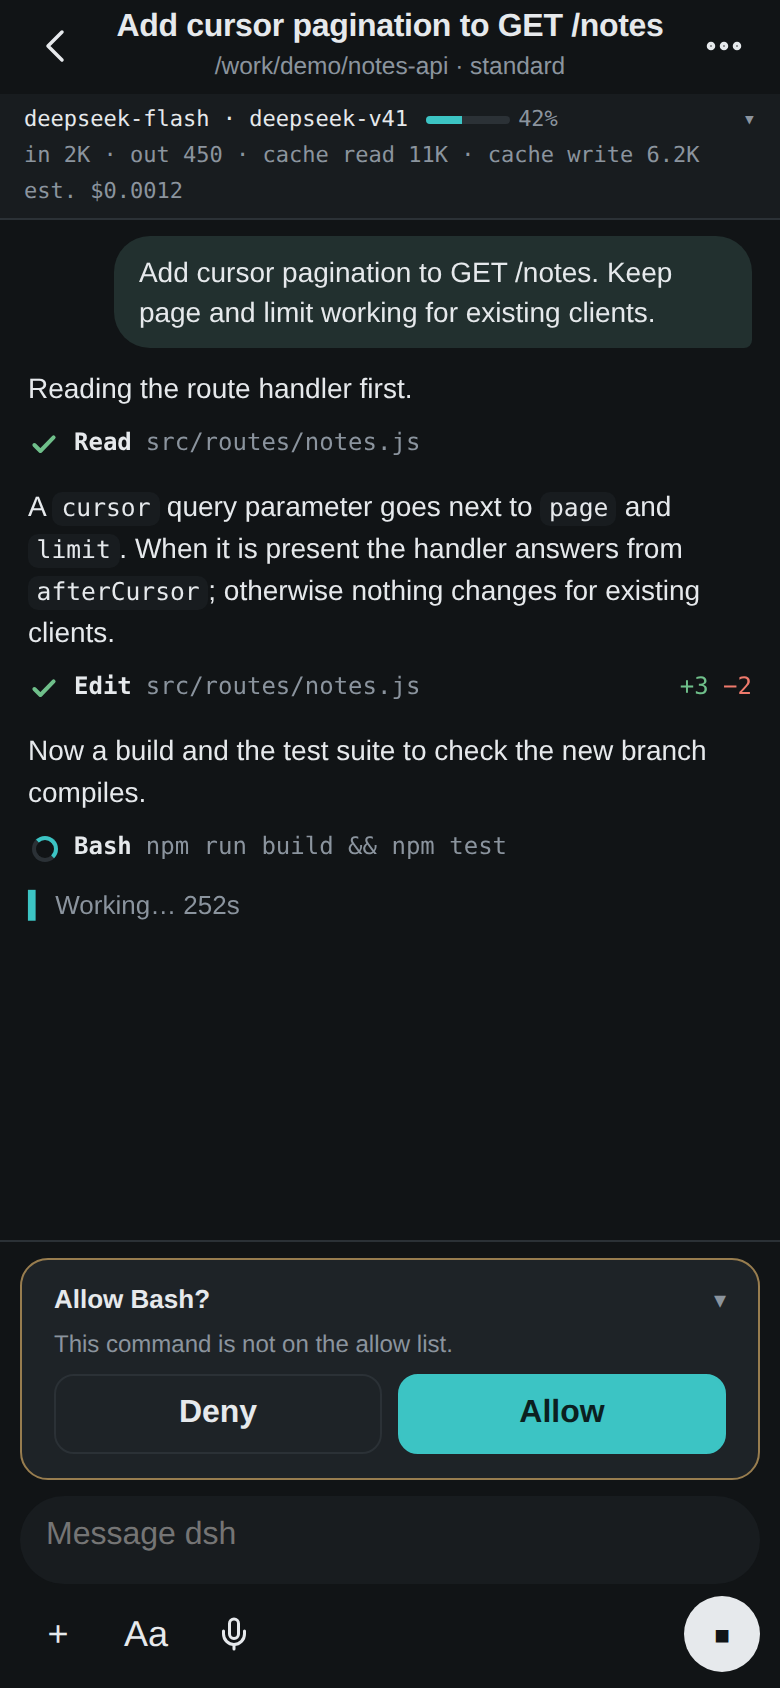 Add cursor pagination to GET /notes
/work/demo/notes-api · standard
deepseek-flash · deepseek-v41 42% ▼
in 2K · out 450 · cache read 11K · cache write 6.2K
est. $0.0012
Add cursor pagination to GET /notes. Keep
page and limit working for existing clients.
Reading the route handler first.
Read src/routes/notes.js
A cursor query parameter goes next to page and
limit. When it is present the handler answers from
afterCursor; otherwise nothing changes for existing
clients.
Edit src/routes/notes.js +3 −2
Now a build and the test suite to check the new branch
compiles.
Bash npm run build && npm test
Working… 252s
Allow Bash? ▼
This command is not on the allow list.
Deny Allow
Message dsh
+ Aa